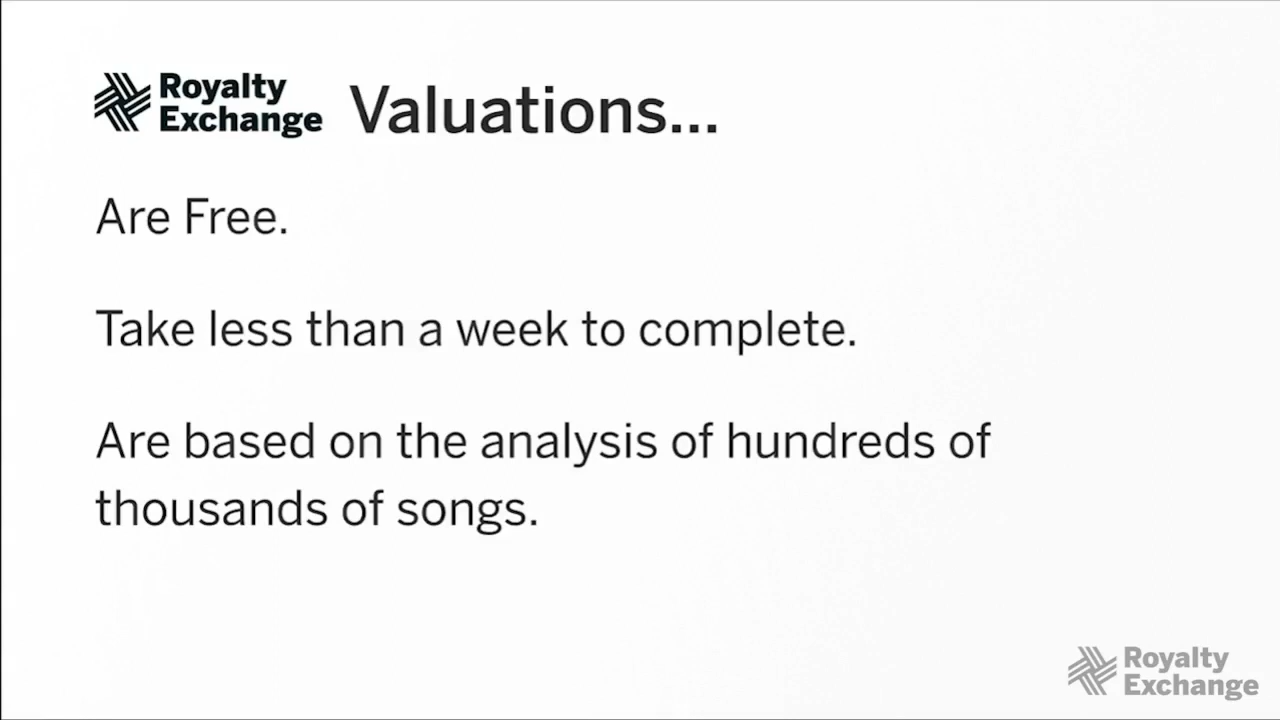 Royalty
Exchange
Valuations...
Are Free.
Take less than a week to complete.
Are based on the analysis of hundreds of
thousands of songs.
Royalty
Exchange